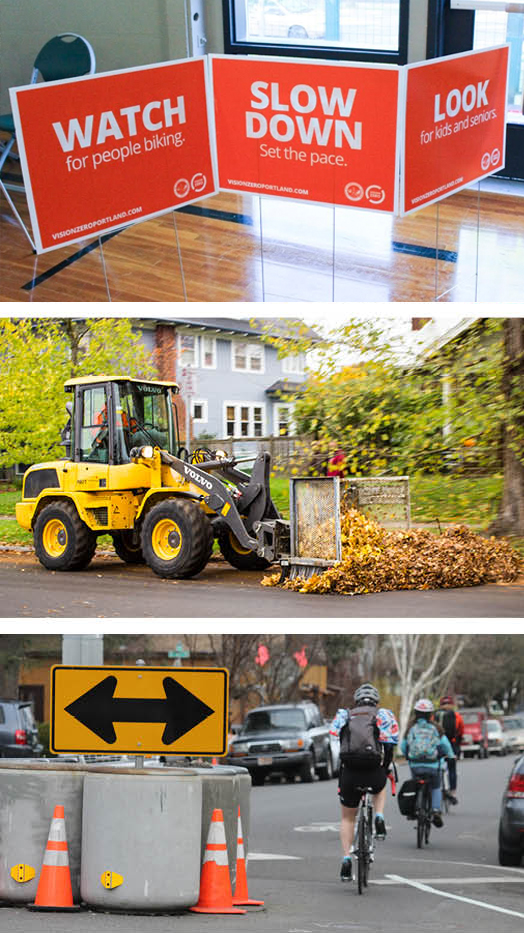 WATCH
for people biking.
VISIONZEROPORTLAND.COM
SLOW
DOWN
Set the pace.
VISIONZEROPORTLAND.COM
LOOK
for kids and seniors.
VISIONZEROPORTLAND.COM
VOLVO
VOLVO